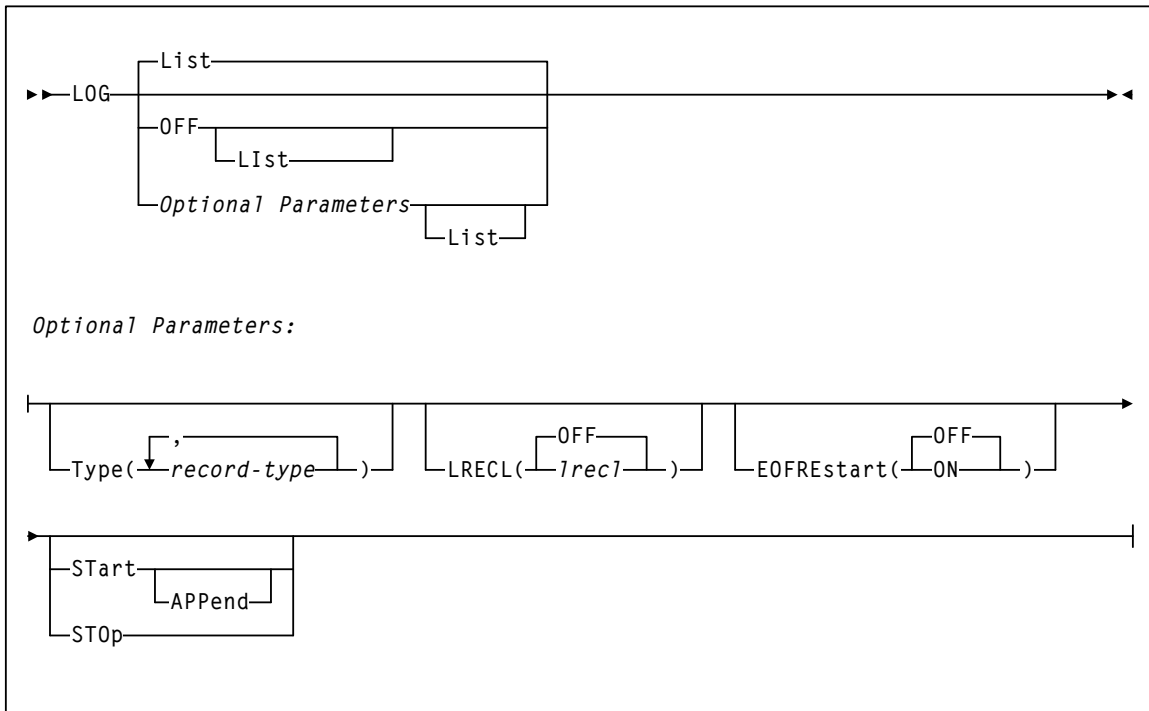 List
LOG
OFF
LIst
Optional Parameters
List
Optional Parameters:
, OFF OFF
Type( record-type ) LRECL( lrecl ) EOFREstart( ON )
STart
APPend
STOp